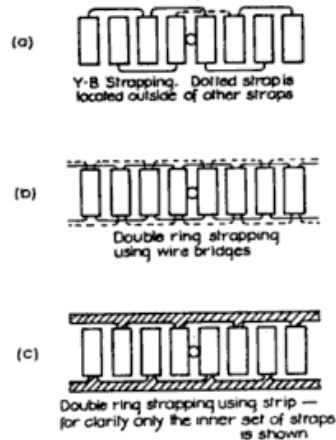 (a)
Y-B Strapping. Dotted strap is
located outside of other straps
(b)
Double ring strapping
using wire bridges
(c)
Double ring strapping using strip —
for clarity only the inner set of straps
is shown